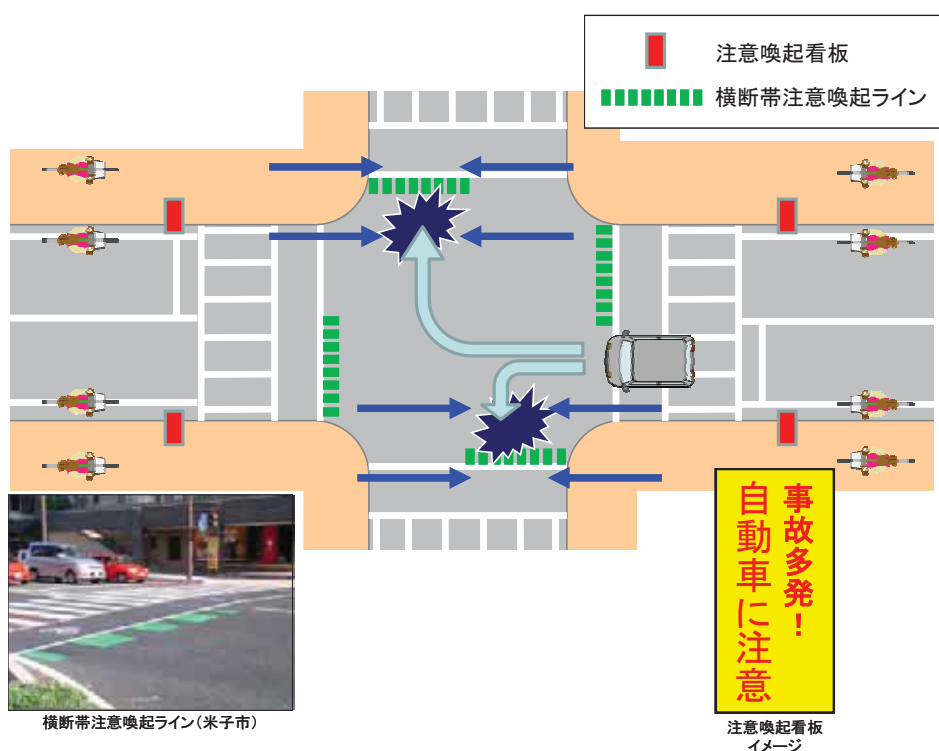 注意喚起看板
横断帯注意喚起ライン
事故多発！
自動車に注意
横断帯注意喚起ライン（米子市）
注意喚起看板
イメージ